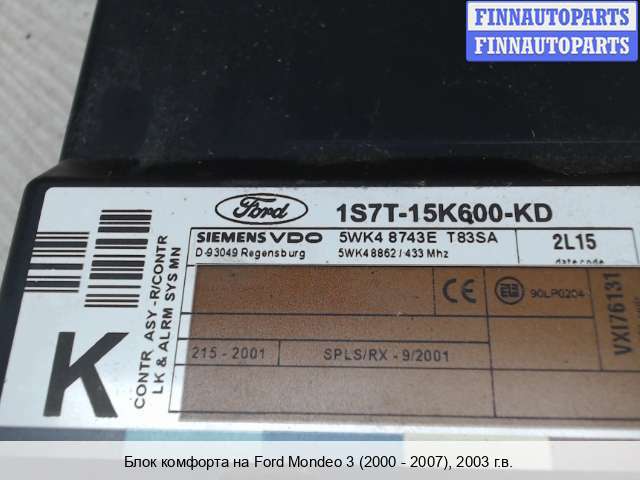 FINNAUTOPARTS
FINNAUTOPARTS
Ford
1S7T-15K600-KD
SIEMENS VDO
5WK4 8743E T83SA
2L15
D-93049 Regensburg
5WK48862 / 433 Mhz
date code
CONTR ASY -R/CONTR
LK & ALRM SYS MN
K
CE
90LP0204
VXI76131
215 - 2001
SPLS/RX - 9/2001
Блок комфорта на Ford Mondeo 3 (2000 - 2007), 2003 г.в.